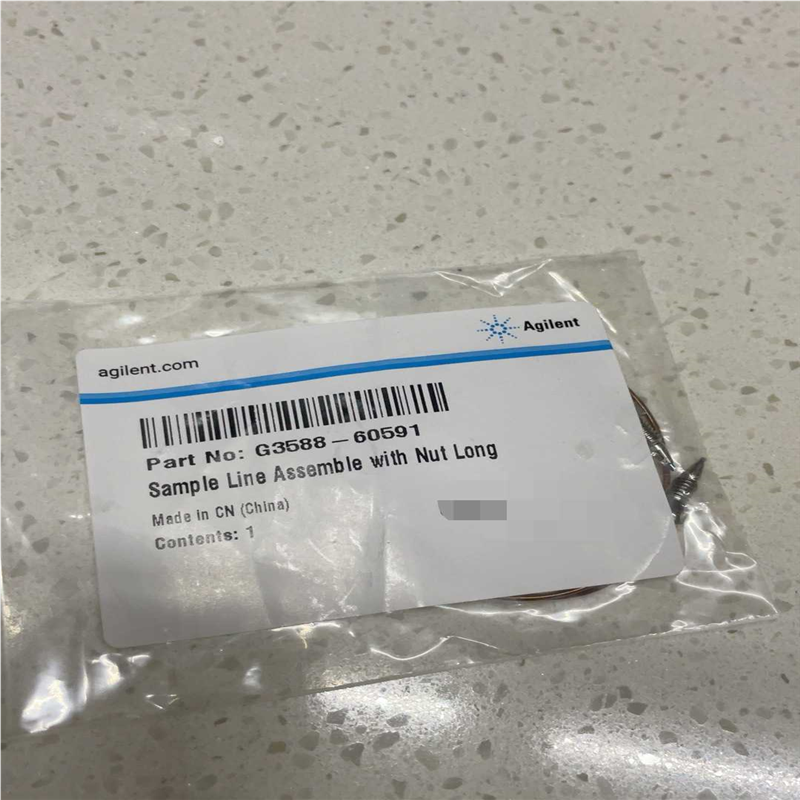 Agilent
agilent.com
Part No: G3588-60591
Sample Line Assemble with Nut Long
Made in CN (China)
Contents: 1